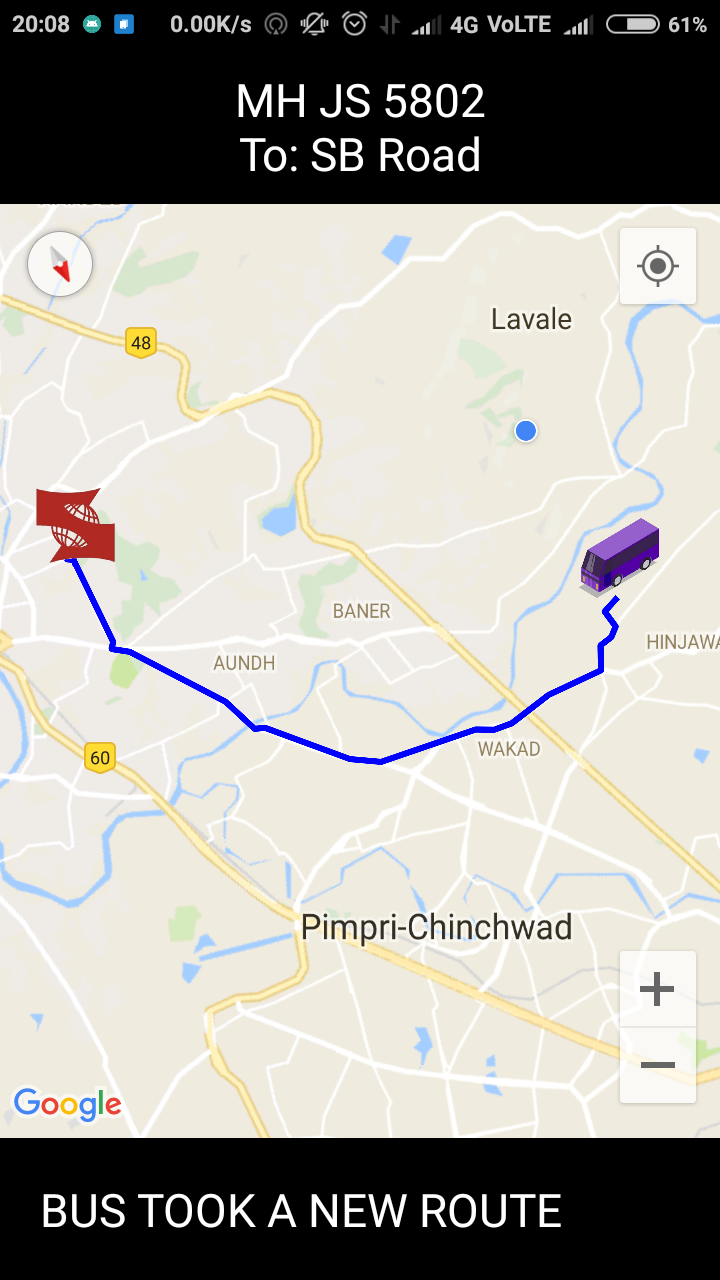 20:08 0.00K/s 4G VoLTE 61%
MH JS 5802
To: SB Road
Lavale
48
BANER
HINJAWA
AUNDH
WAKAD
60
Pimpri-Chinchwad
+
−
Google
BUS TOOK A NEW ROUTE